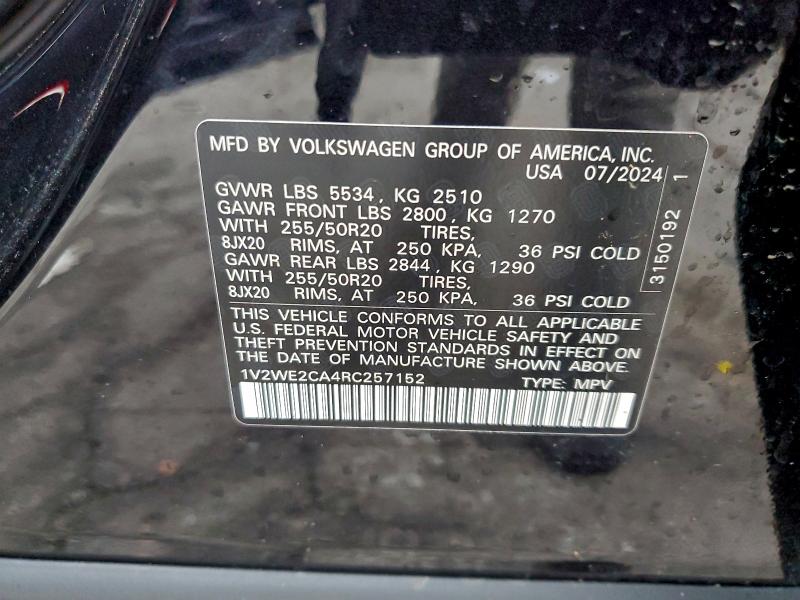 MFD BY VOLKSWAGEN GROUP OF AMERICA, INC.
USA 07/2024
GVWR LBS 5534, KG 2510
GAWR FRONT LBS 2800, KG 1270
WITH 255/50R20 TIRES,
8JX20 RIMS, AT 250 KPA, 36 PSI COLD
GAWR REAR LBS 2844, KG 1290
WITH 255/50R20 TIRES,
8JX20 RIMS, AT 250 KPA, 36 PSI COLD
THIS VEHICLE CONFORMS TO ALL APPLICABLE
U.S. FEDERAL MOTOR VEHICLE SAFETY AND
THEFT PREVENTION STANDARDS IN EFFECT ON
THE DATE OF MANUFACTURE SHOWN ABOVE.
1V2WE2CA4RC257152 TYPE: MPV
3150192 1